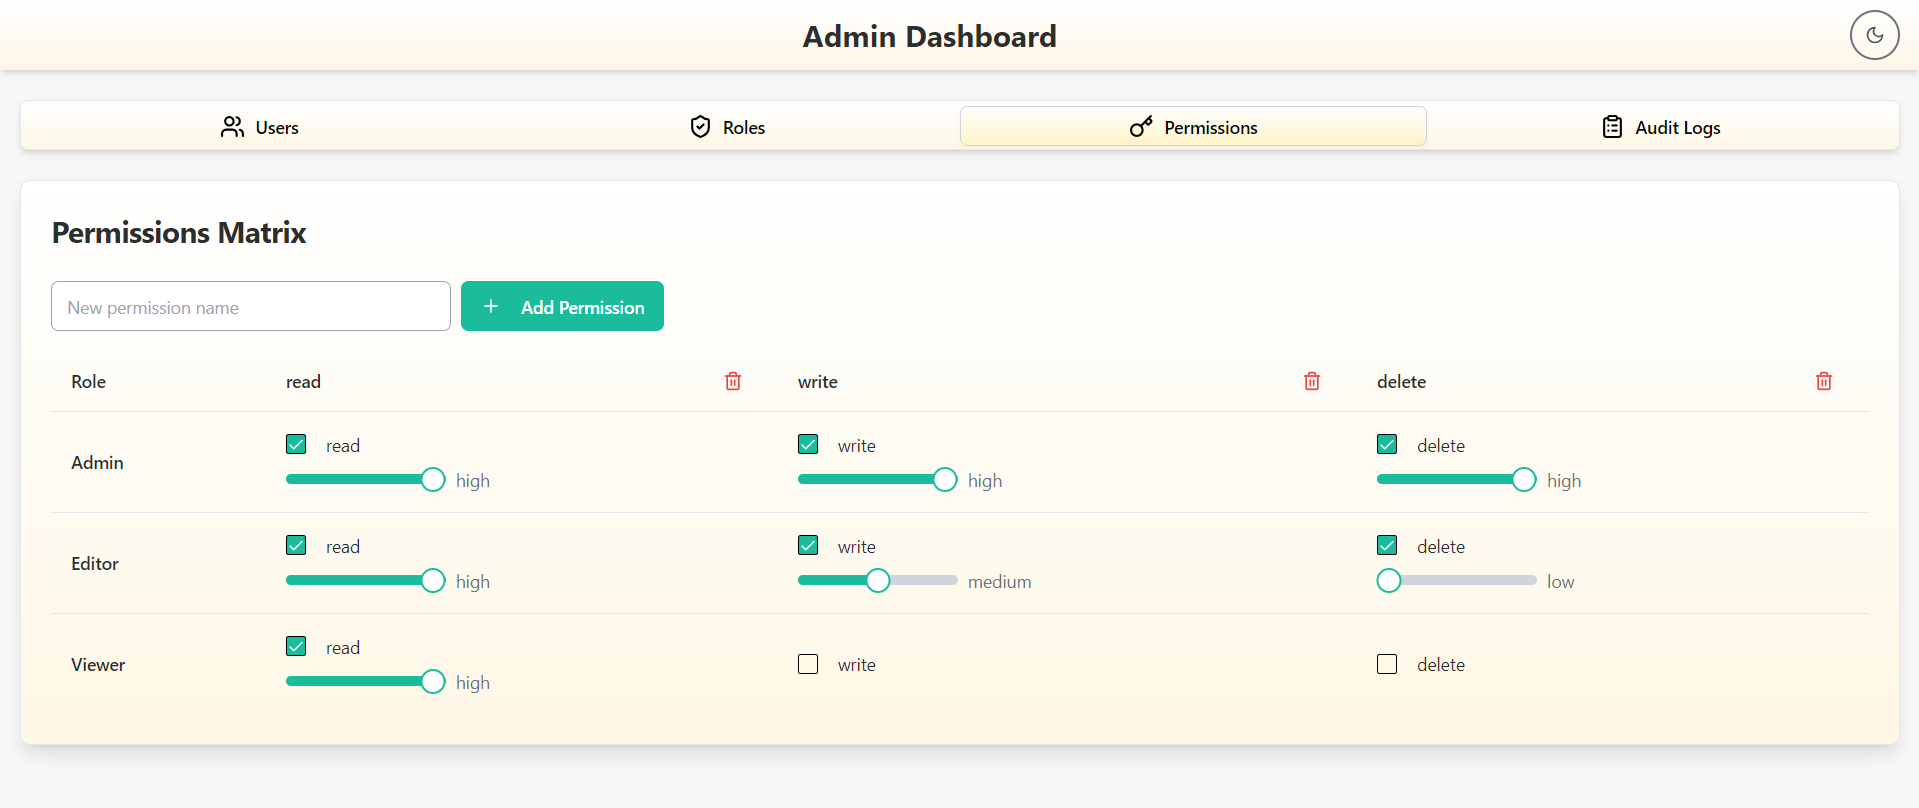 Admin Dashboard
Users Roles Permissions Audit Logs
Permissions Matrix
New permission name Add Permission
Role read write delete
Admin
read write delete
high high high
Editor
read write delete
high medium low
Viewer
read write delete
high